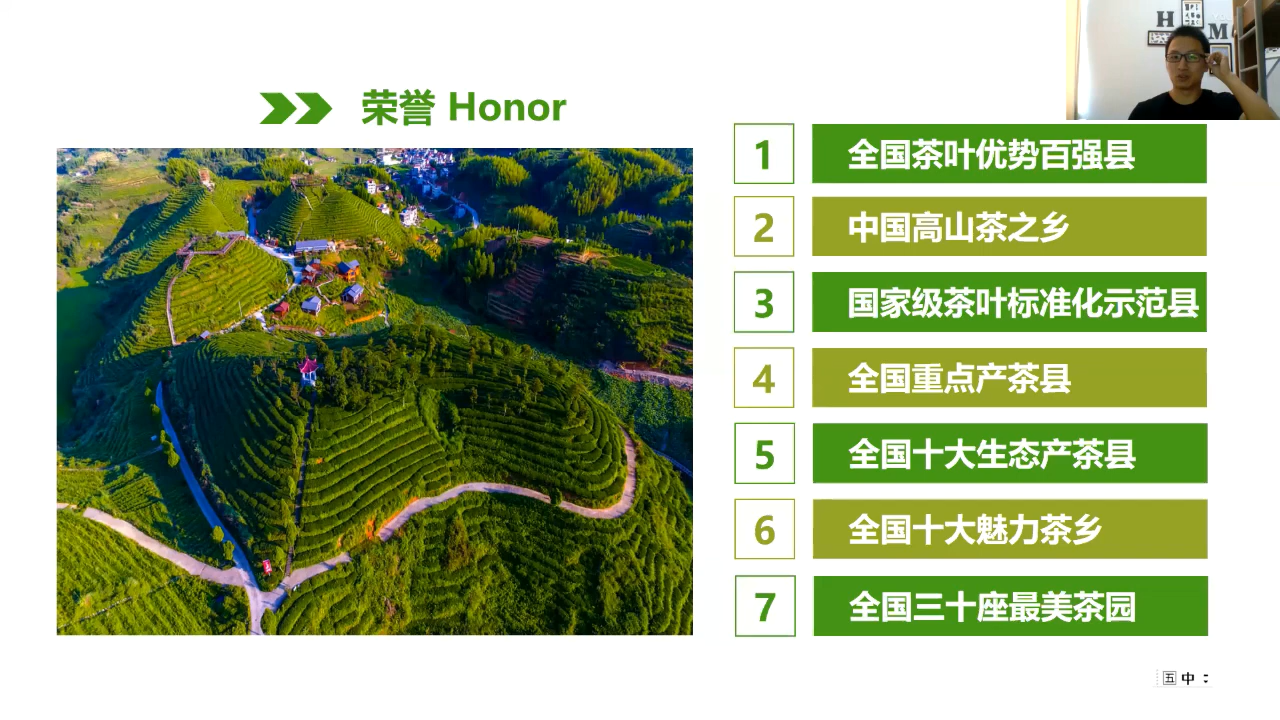 荣誉 Honor
1 全国茶叶优势百强县
2 中国高山茶之乡
3 国家级茶叶标准化示范县
4 全国重点产茶县
5 全国十大生态产茶县
6 全国十大魅力茶乡
7 全国三十座最美茶园
H M
五 中 :